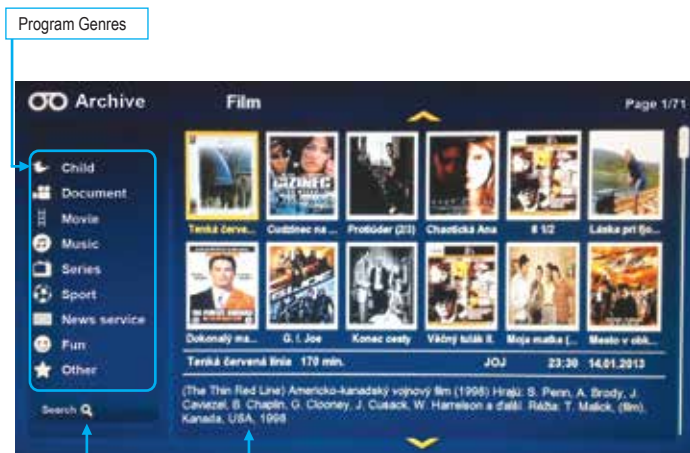 Program Genres
Archive
Film
Page 1/71
Child
Document
Movie
Music
Series
Sport
News service
Fun
Other
Search
Tenká červe...
Cudzinec na ...
Protiúder (2/3)
Chaotická Ana
8 1/2
Láska pri fjo...
CIZINEC
Dokonalý ma...
G. I. Joe
Konec cesty
Väčný tulák II.
Moja matka (...
Mesto v obk...
Tenká červená línia 170 min.
JOJ
23:30 14.01.2013
(The Thin Red Line) Americko-kanadský vojnový film (1998) Hrajú: S. Penn, A. Brody, J.
Caviezel, B. Chaplin, G. Clooney, J. Cusack, W. Harrelson a ďalší. Réžia: T. Malick, (film),
Kanada, USA, 1998